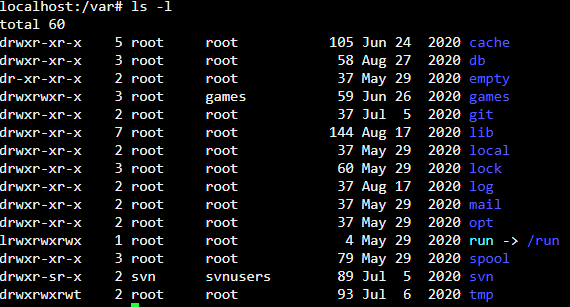 localhost:/var# ls -l
total 60
drwxr-xr-x    5 root     root           105 Jun 24  2020 cache
drwxr-xr-x    3 root     root            58 Aug 27  2020 db
dr-xr-xr-x    2 root     root            37 May 29  2020 empty
drwxrwxr-x    3 root     games           59 Jun 26  2020 games
drwxr-xr-x    2 root     root            37 Jul  5  2020 git
drwxr-xr-x    7 root     root           144 Aug 17  2020 lib
drwxr-xr-x    2 root     root            37 May 29  2020 local
drwxr-xr-x    3 root     root            60 May 29  2020 lock
drwxr-xr-x    2 root     root            37 Aug 17  2020 log
drwxr-xr-x    2 root     root            37 May 29  2020 mail
drwxr-xr-x    2 root     root            37 May 29  2020 opt
lrwxrwxrwx    1 root     root             4 May 29  2020 run -> /run
drwxr-xr-x    3 root     root            79 May 29  2020 spool
drwxr-sr-x    2 svn      svnusers        89 Jul  5  2020 svn
drwxrwxrwt    2 root     root            93 Jul  6  2020 tmp